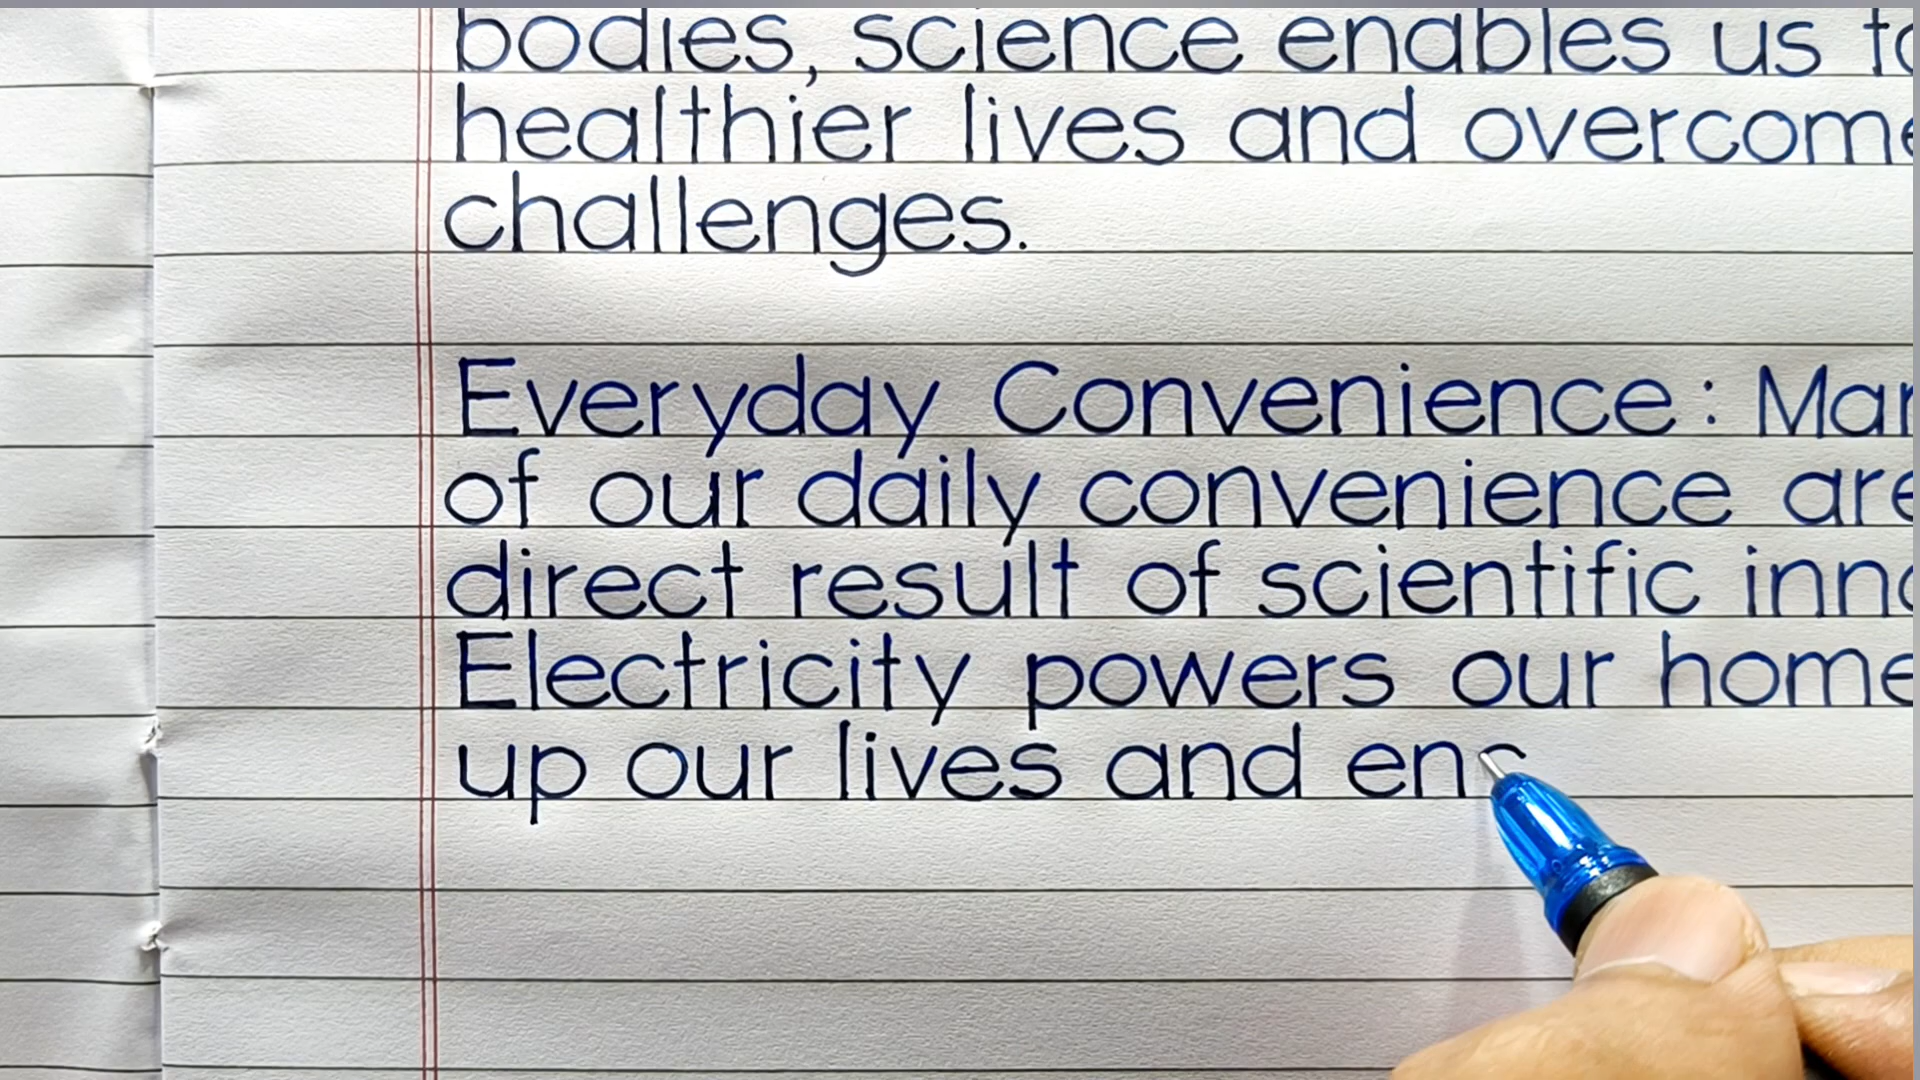 bodies, science enables us
healthier lives and overcome
challenges.
Everyday Convenience : 
of our daily convenience are
direct result of scientific
Electricity powers our
up our lives and